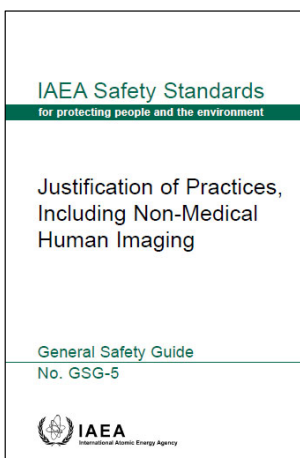 IAEA Safety Standards
for protecting people and the environment
Justification of Practices,
Including Non-Medical
Human Imaging
General Safety Guide
No. GSG-5
IAEA
International Atomic Energy Agency